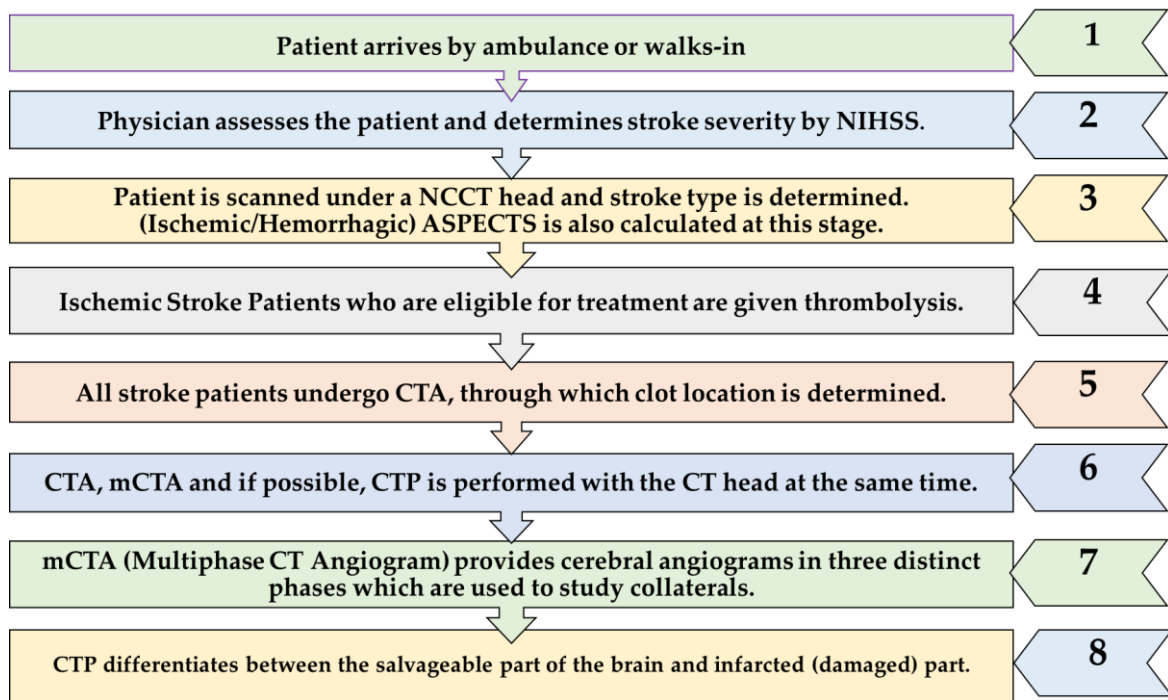 Patient arrives by ambulance or walks-in
1
Physician assesses the patient and determines stroke severity by NIHSS.
2
Patient is scanned under a NCCT head and stroke type is determined.
(Ischemic/Hemorrhagic) ASPECTS is also calculated at this stage.
3
Ischemic Stroke Patients who are eligible for treatment are given thrombolysis.
4
All stroke patients undergo CTA, through which clot location is determined.
5
CTA, mCTA and if possible, CTP is performed with the CT head at the same time.
6
mCTA (Multiphase CT Angiogram) provides cerebral angiograms in three distinct
phases which are used to study collaterals.
7
CTP differentiates between the salvageable part of the brain and infarcted (damaged) part.
8